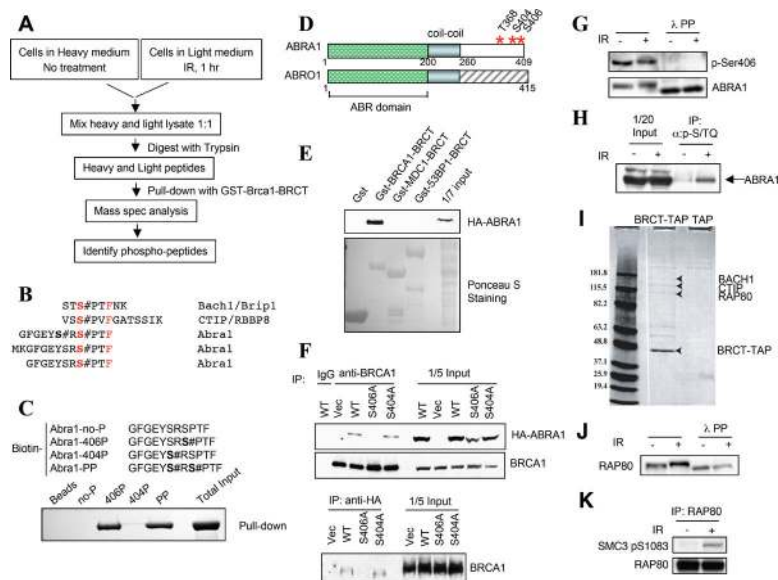 A
Cells in Heavy medium
No treatment
Cells in Light medium
IR, 1 hr
Mix heavy and light lysate 1:1
Digest with Trypsin
Heavy and Light peptides
Pull-down with GST-Brca1-BRCT
Mass spec analysis
Identify phospho-peptides
B
STS#PTFNK Bach1/Brip1
VSS#PVFGATSSIK CTIP/RBBP8
GFGEYS#RS#PTF Abra1
MKGFGEYSRS#PTF Abra1
GFGEYSRS#PTF Abra1
C
Biotin-
Abra1-no-P GFGEYSRSPTF
Abra1-406P GFGEYSRS#PTF
Abra1-404P GFGEYS#RSPTF
Abra1-PP GFGEYS#RS#PTF
Beads no-P 406P 404P PP Total Input
Pull-down
D
coil-coil
T368 S404 S406
ABRA1
1 200 260 409
ABRO1
1 415
ABR domain
E
Gst Gst-BRCA1-BRCT Gst-MDC1-BRCT Gst-53BP1-BRCT 1/7 input
HA-ABRA1
Ponceau S
Staining
F
IP: IgG anti-BRCA1 1/5 Input
WT Vec WT S406A S404A WT Vec WT S406A S404A
HA-ABRA1
BRCA1
IP: anti-HA 1/5 Input
Vec WT S406A S404A Vec WT S406A S404A
BRCA1
G
λ PP
IR - + - +
p-Ser406
ABRA1
H
1/20
Input
IP:
α:p-S/TQ
IR - + - +
ABRA1
I
BRCT-TAP TAP
181.8
115.5
82.2
63.2
48.8
37.1
25.9
19.4
BACH1
CTIP
RAP80
BRCT-TAP
J
λ PP
IR - + - +
RAP80
K
IP: RAP80
IR - +
SMC3 pS1083
RAP80